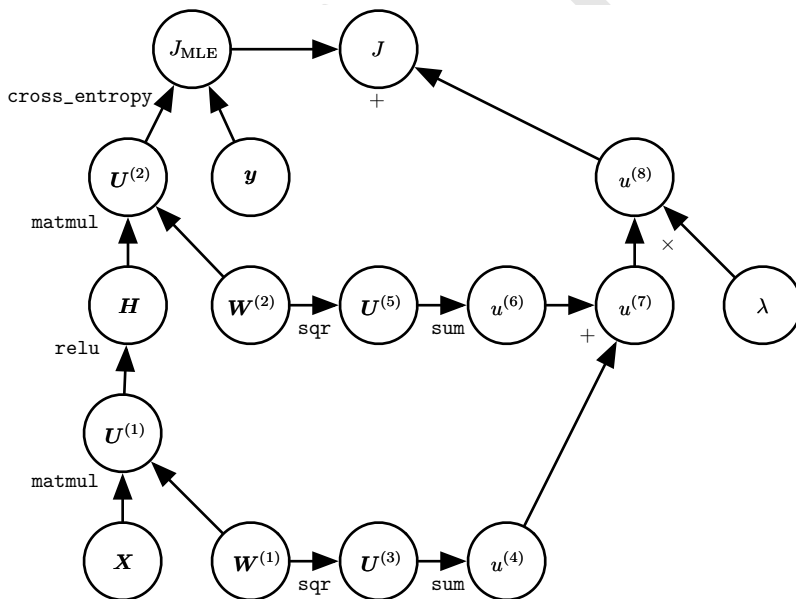 J_MLE J
cross_entropy
+
U^(2) y u^(8)
matmul
×
H W^(2) U^(5) u^(6) u^(7) λ
sqr sum +
relu
U^(1)
matmul
X W^(1) U^(3) u^(4)
sqr sum